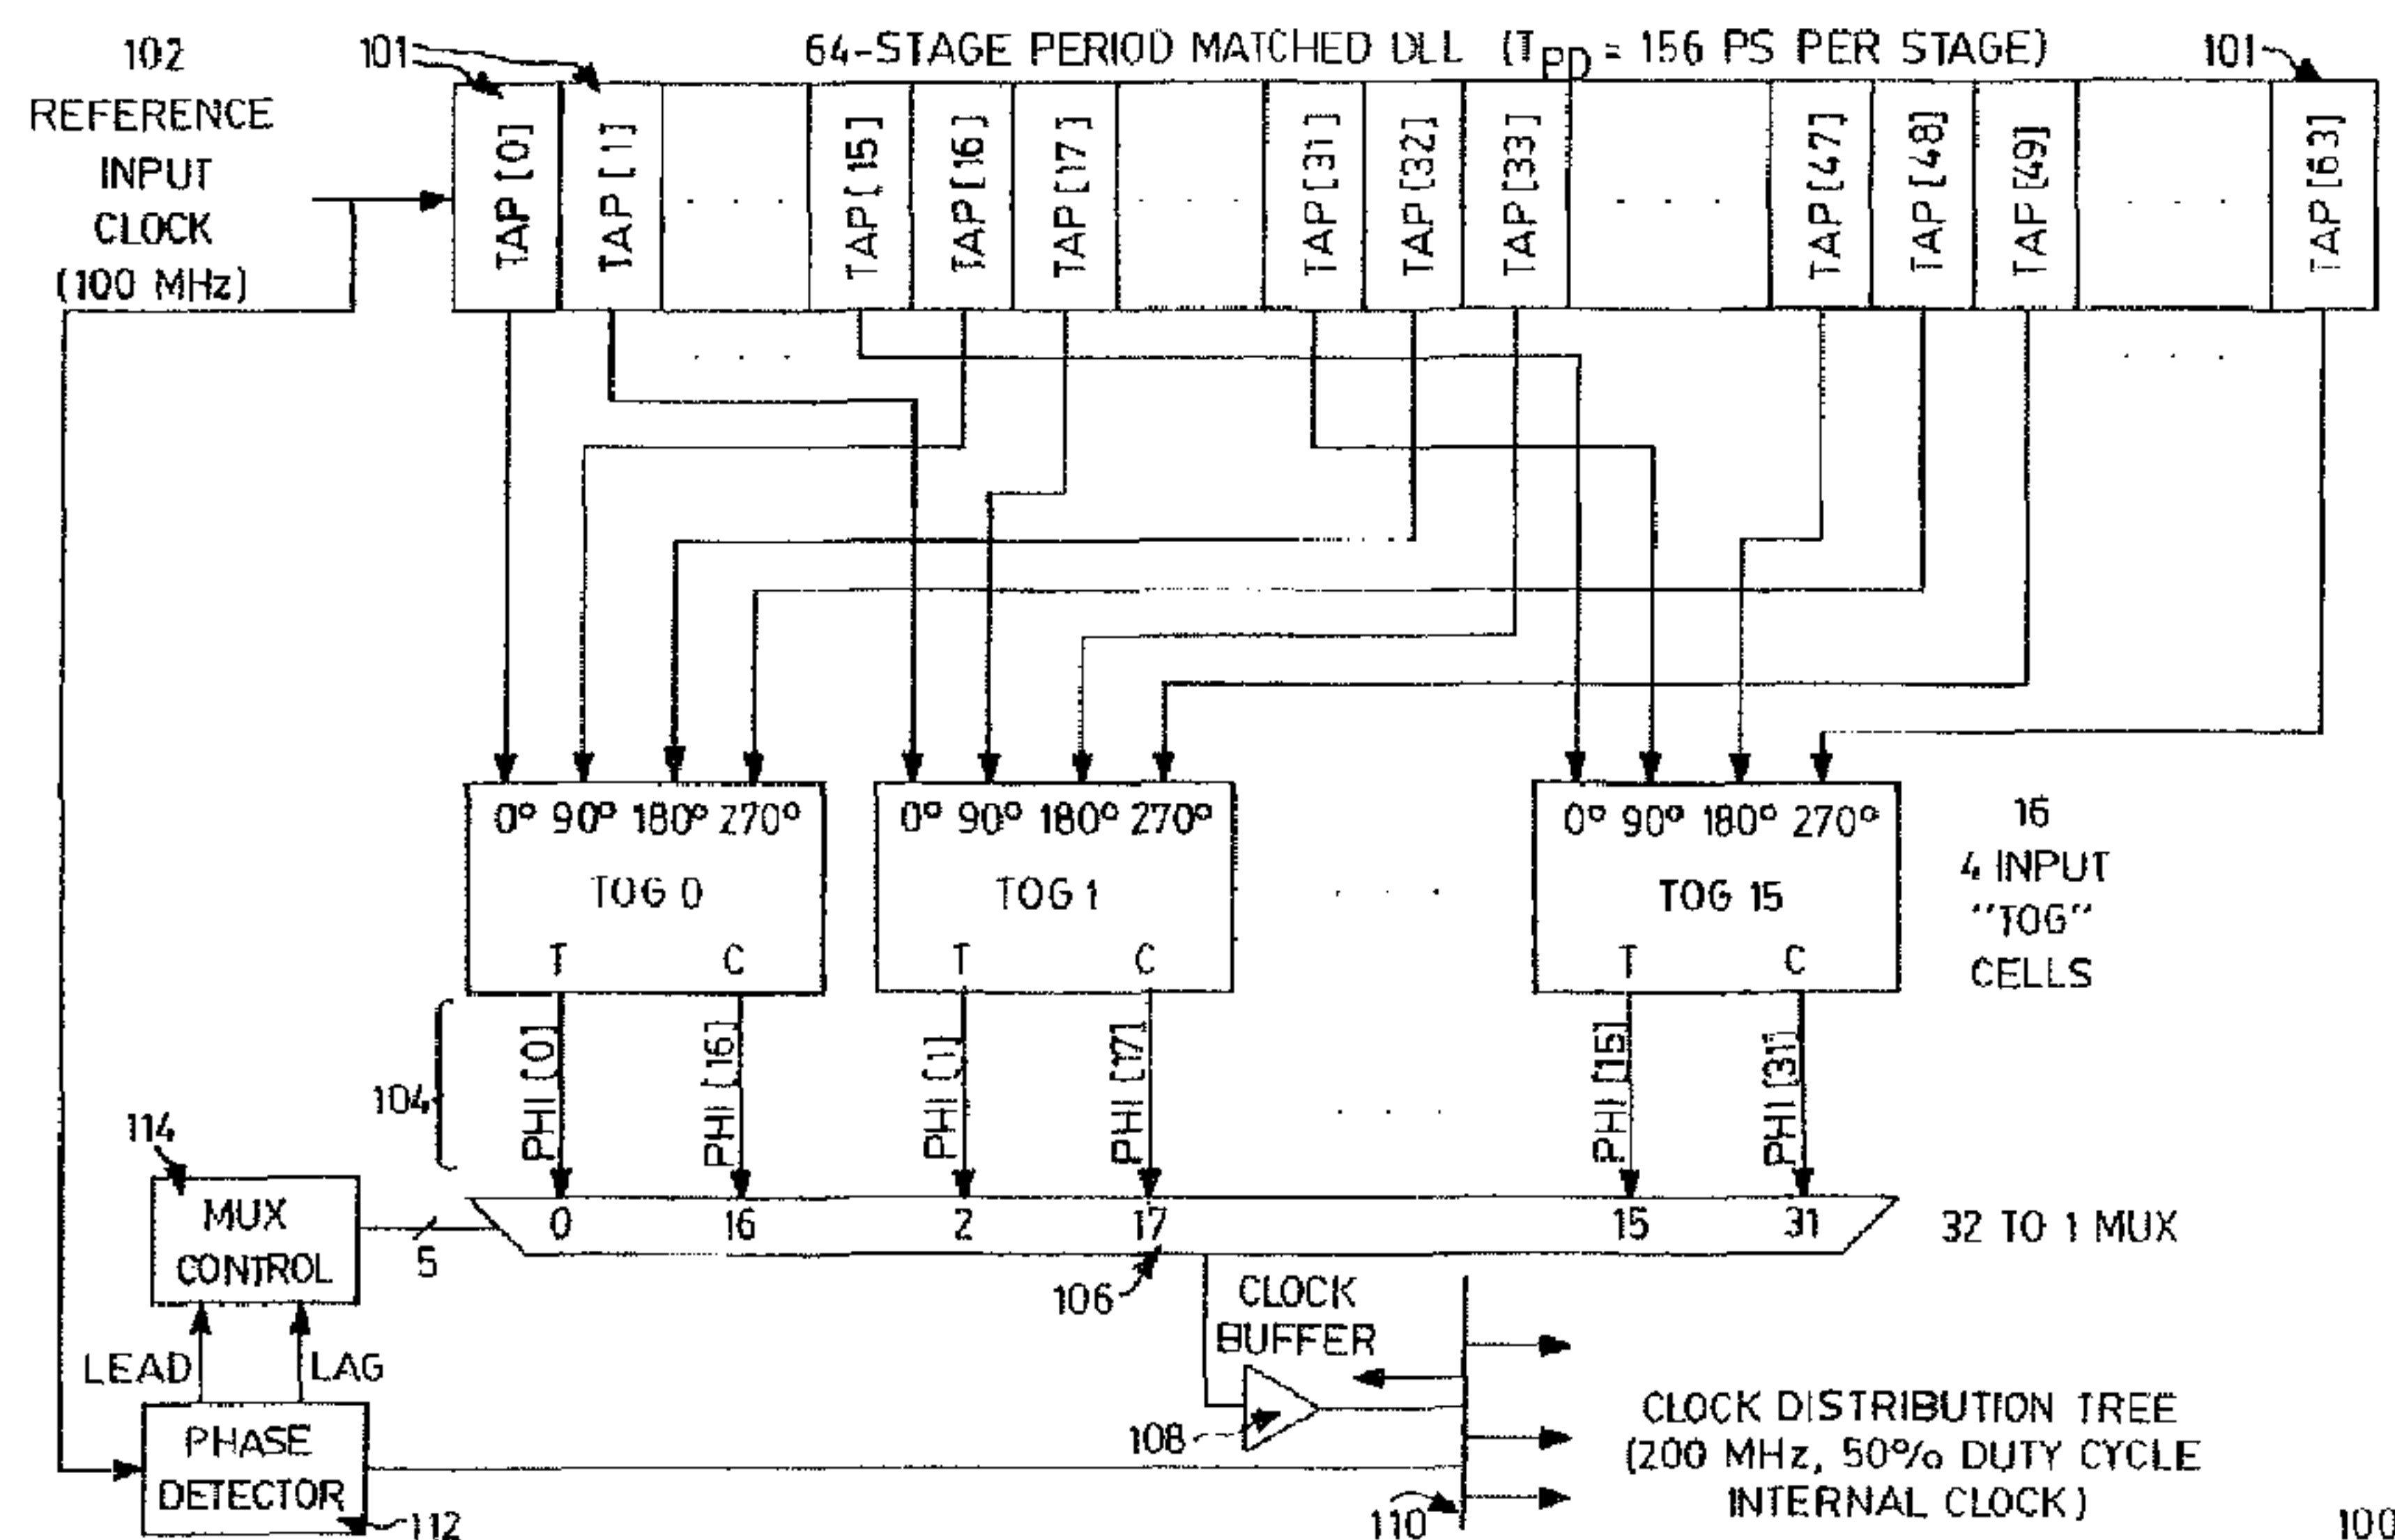 102
REFERENCE
INPUT
CLOCK
(100 MHz)
101
64-STAGE PERIOD MATCHED DLL (TPD = 156 PS PER STAGE)
101
TAP [0]
TAP [1]
. . . .
TAP [15]
TAP [16]
TAP [17]
. . . .
TAP [31]
TAP [32]
TAP [33]
. . . .
TAP [47]
TAP [48]
TAP [49]
. . . .
TAP [63]
. . .
. . .
0° 90° 180° 270°
TOG 0
T C
0° 90° 180° 270°
TOG 1
T C
. . .
0° 90° 180° 270°
TOG 15
T C
16
4 INPUT
"TOG"
CELLS
104
PHI [0]
PHI [16]
PHI [1]
PHI [17]
. . . .
PHI [15]
PHI [31]
114
MUX
CONTROL
5
0 16 2 17 15 31
32 TO 1 MUX
106
LEAD
LAG
CLOCK
BUFFER
108
PHASE
DETECTOR
112
110
CLOCK DISTRIBUTION TREE
(200 MHz, 50% DUTY CYCLE
INTERNAL CLOCK)
100